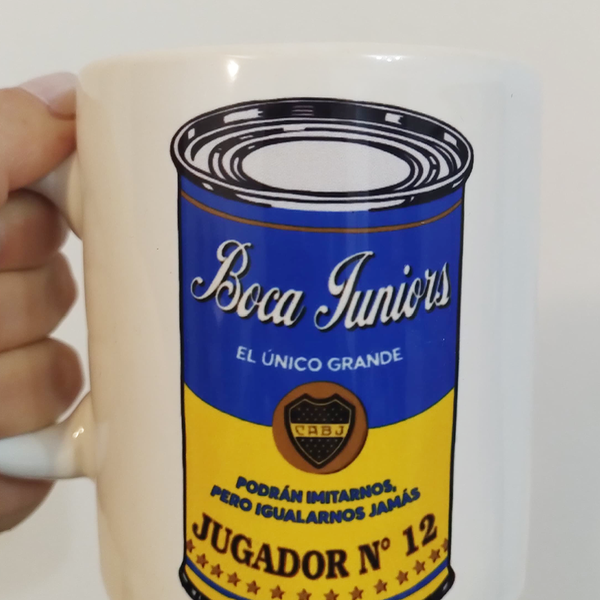 Boca Juniors
EL ÚNICO GRANDE
CABJ
PODRÁN IMITARNOS,
PERO IGUALARNOS JAMÁS
JUGADOR Nº 12